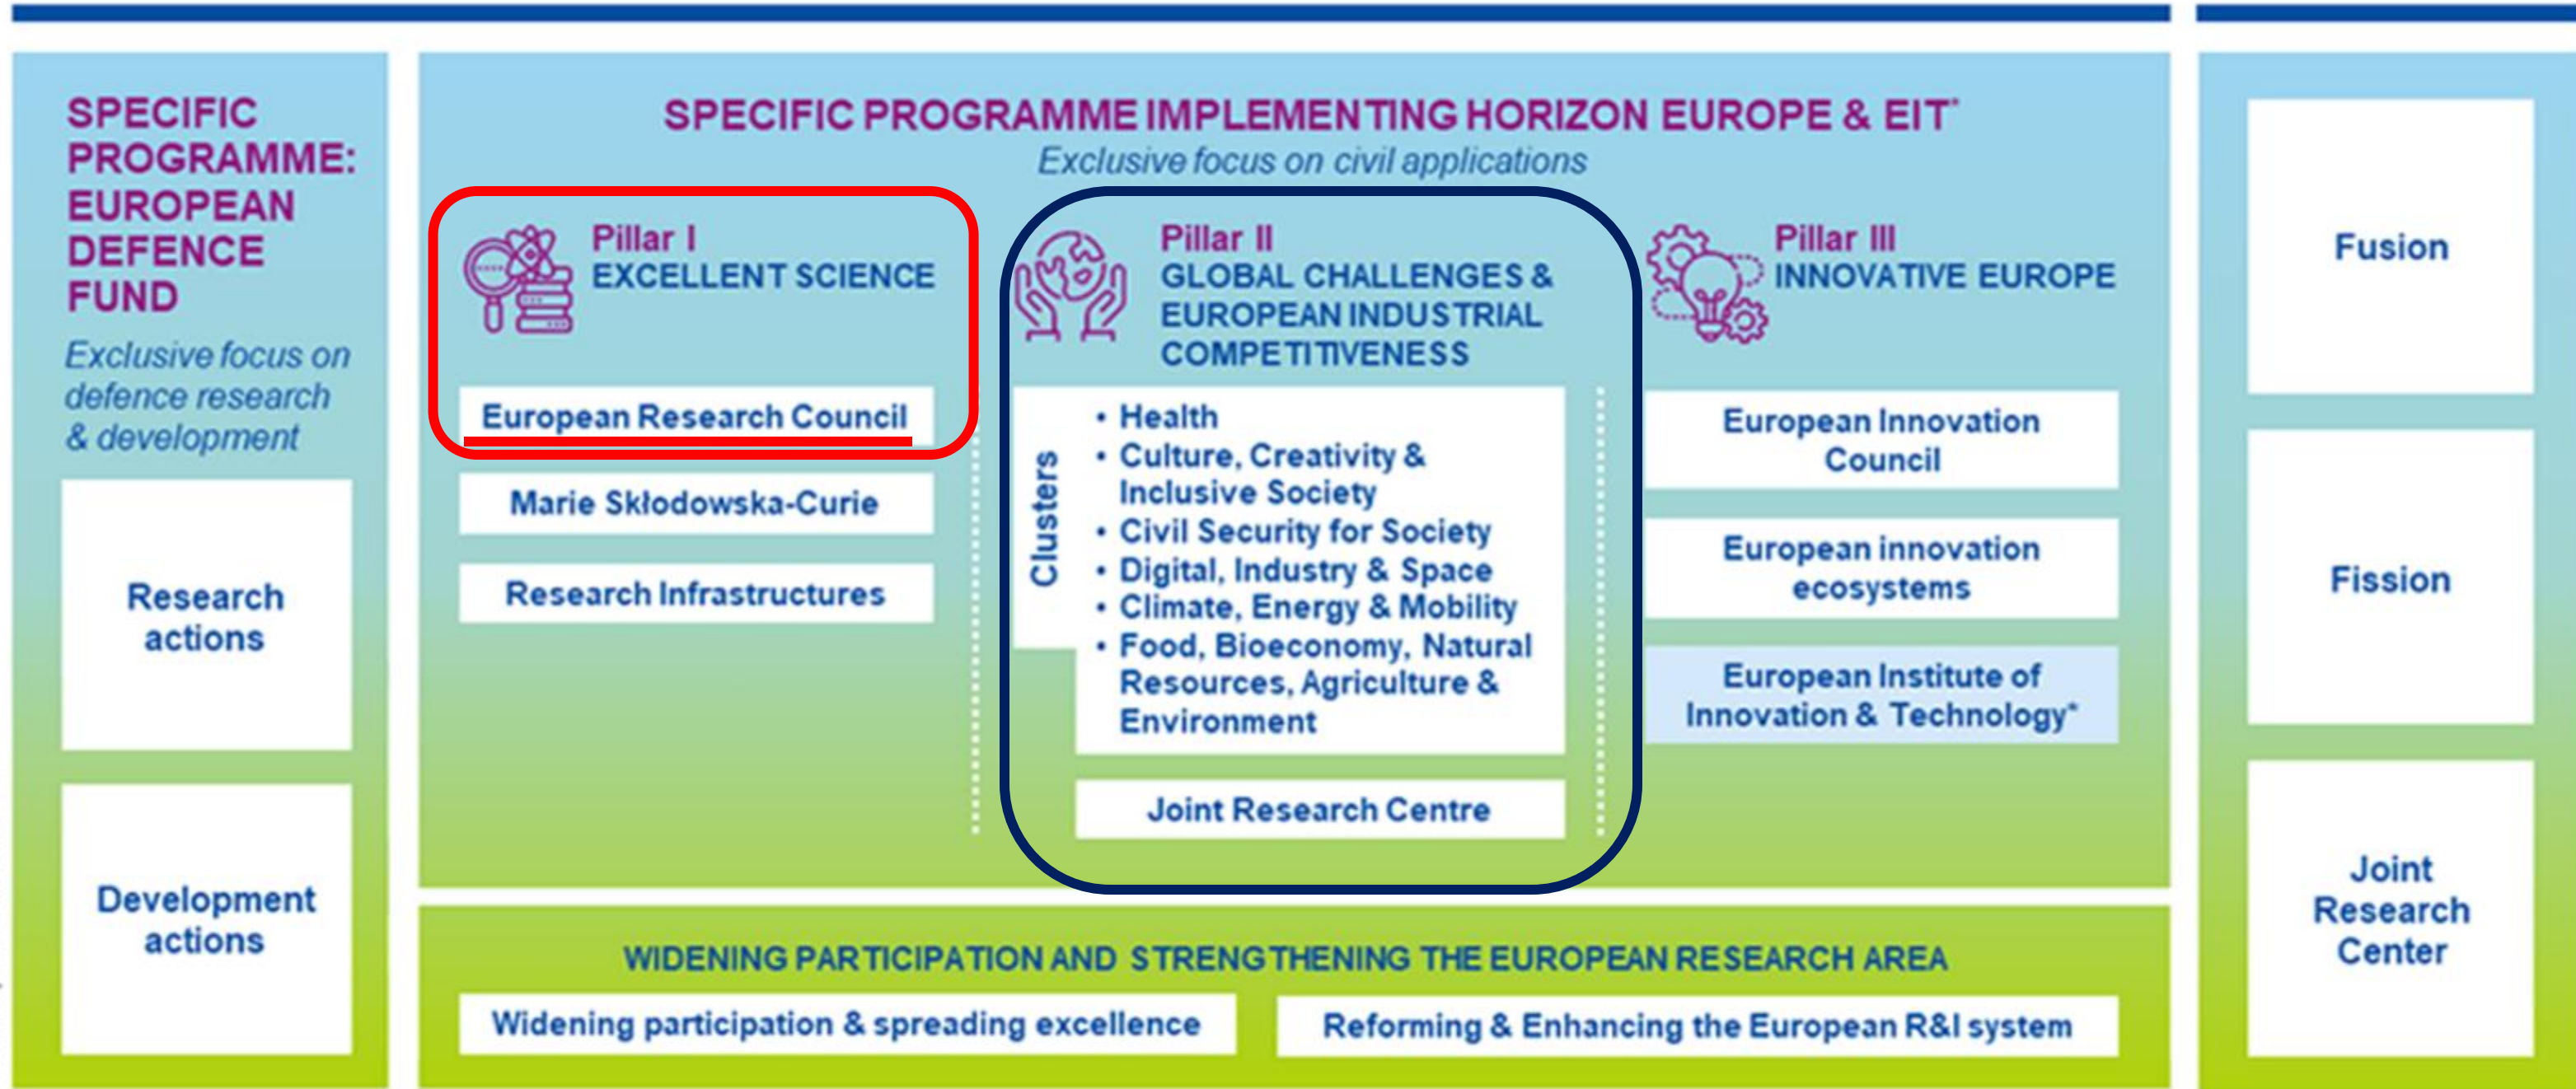 SPECIFIC
PROGRAMME:
EUROPEAN
DEFENCE
FUND
Exclusive focus on
defence research
& development
Research
actions
Development
actions
SPECIFIC PROGRAMME IMPLEMENTING HORIZON EUROPE & EIT*
Exclusive focus on civil applications
Pillar I
EXCELLENT SCIENCE
European Research Council
Marie Skłodowska-Curie
Research Infrastructures
Pillar II
GLOBAL CHALLENGES &
EUROPEAN INDUSTRIAL
COMPETITIVENESS
Clusters
• Health
• Culture, Creativity &
Inclusive Society
• Civil Security for Society
• Digital, Industry & Space
• Climate, Energy & Mobility
• Food, Bioeconomy, Natural
Resources, Agriculture &
Environment
Joint Research Centre
Pillar III
INNOVATIVE EUROPE
European Innovation
Council
European innovation
ecosystems
European Institute of
Innovation & Technology*
WIDENING PARTICIPATION AND STRENGTHENING THE EUROPEAN RESEARCH AREA
Widening participation & spreading excellence
Reforming & Enhancing the European R&I system
Fusion
Fission
Joint
Research
Center